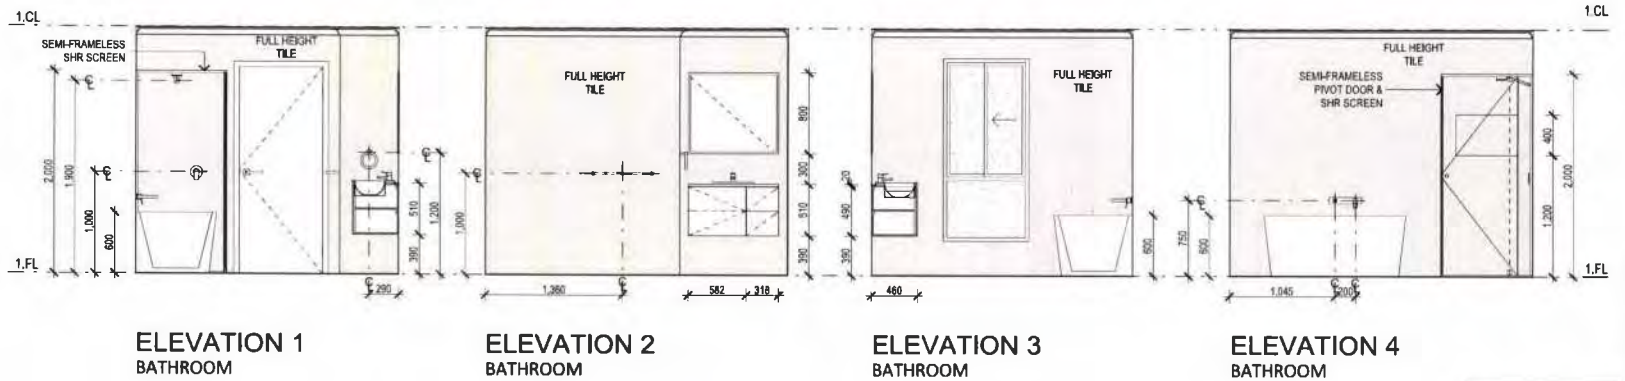 1.CL
SEMI-FRAMELESS
SHR SCREEN
FULL HEIGHT
TILE
2,000
1,900
1,000
600
510
390
1,200
290
1.FL
ELEVATION 1
BATHROOM
FULL HEIGHT
TILE
1,000
800
300
510
390
1,360
582
318
ELEVATION 2
BATHROOM
FULL HEIGHT
TILE
20
490
390
600
460
ELEVATION 3
BATHROOM
1.CL
FULL HEIGHT
TILE
SEMI-FRAMELESS
PIVOT DOOR &
SHR SCREEN
750
600
400
1,200
2,000
1,045
200
1.FL
ELEVATION 4
BATHROOM